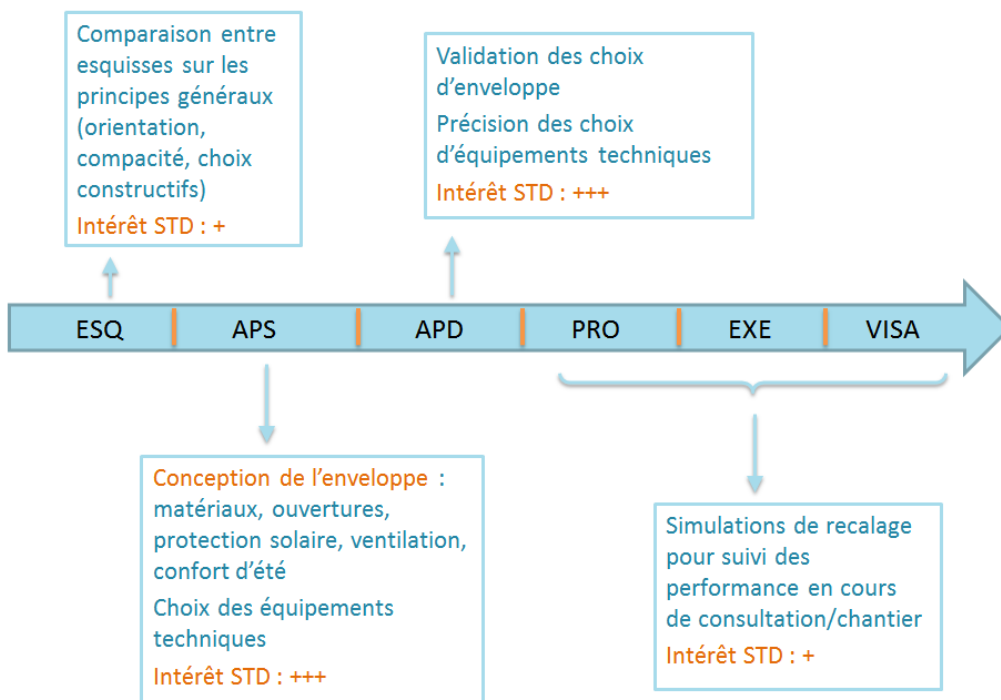 Comparaison entre
esquisses sur les
principes généraux
(orientation,
compacité, choix
constructifs)
Intérêt STD : +
Validation des choix
d'enveloppe
Précision des choix
d'équipements techniques
Intérêt STD : +++
ESQ APS APD PRO EXE VISA
Conception de l'enveloppe :
matériaux, ouvertures,
protection solaire, ventilation,
confort d'été
Choix des équipements
techniques
Intérêt STD : +++
Simulations de recalage
pour suivi des
performance en cours
de consultation/chantier
Intérêt STD : +